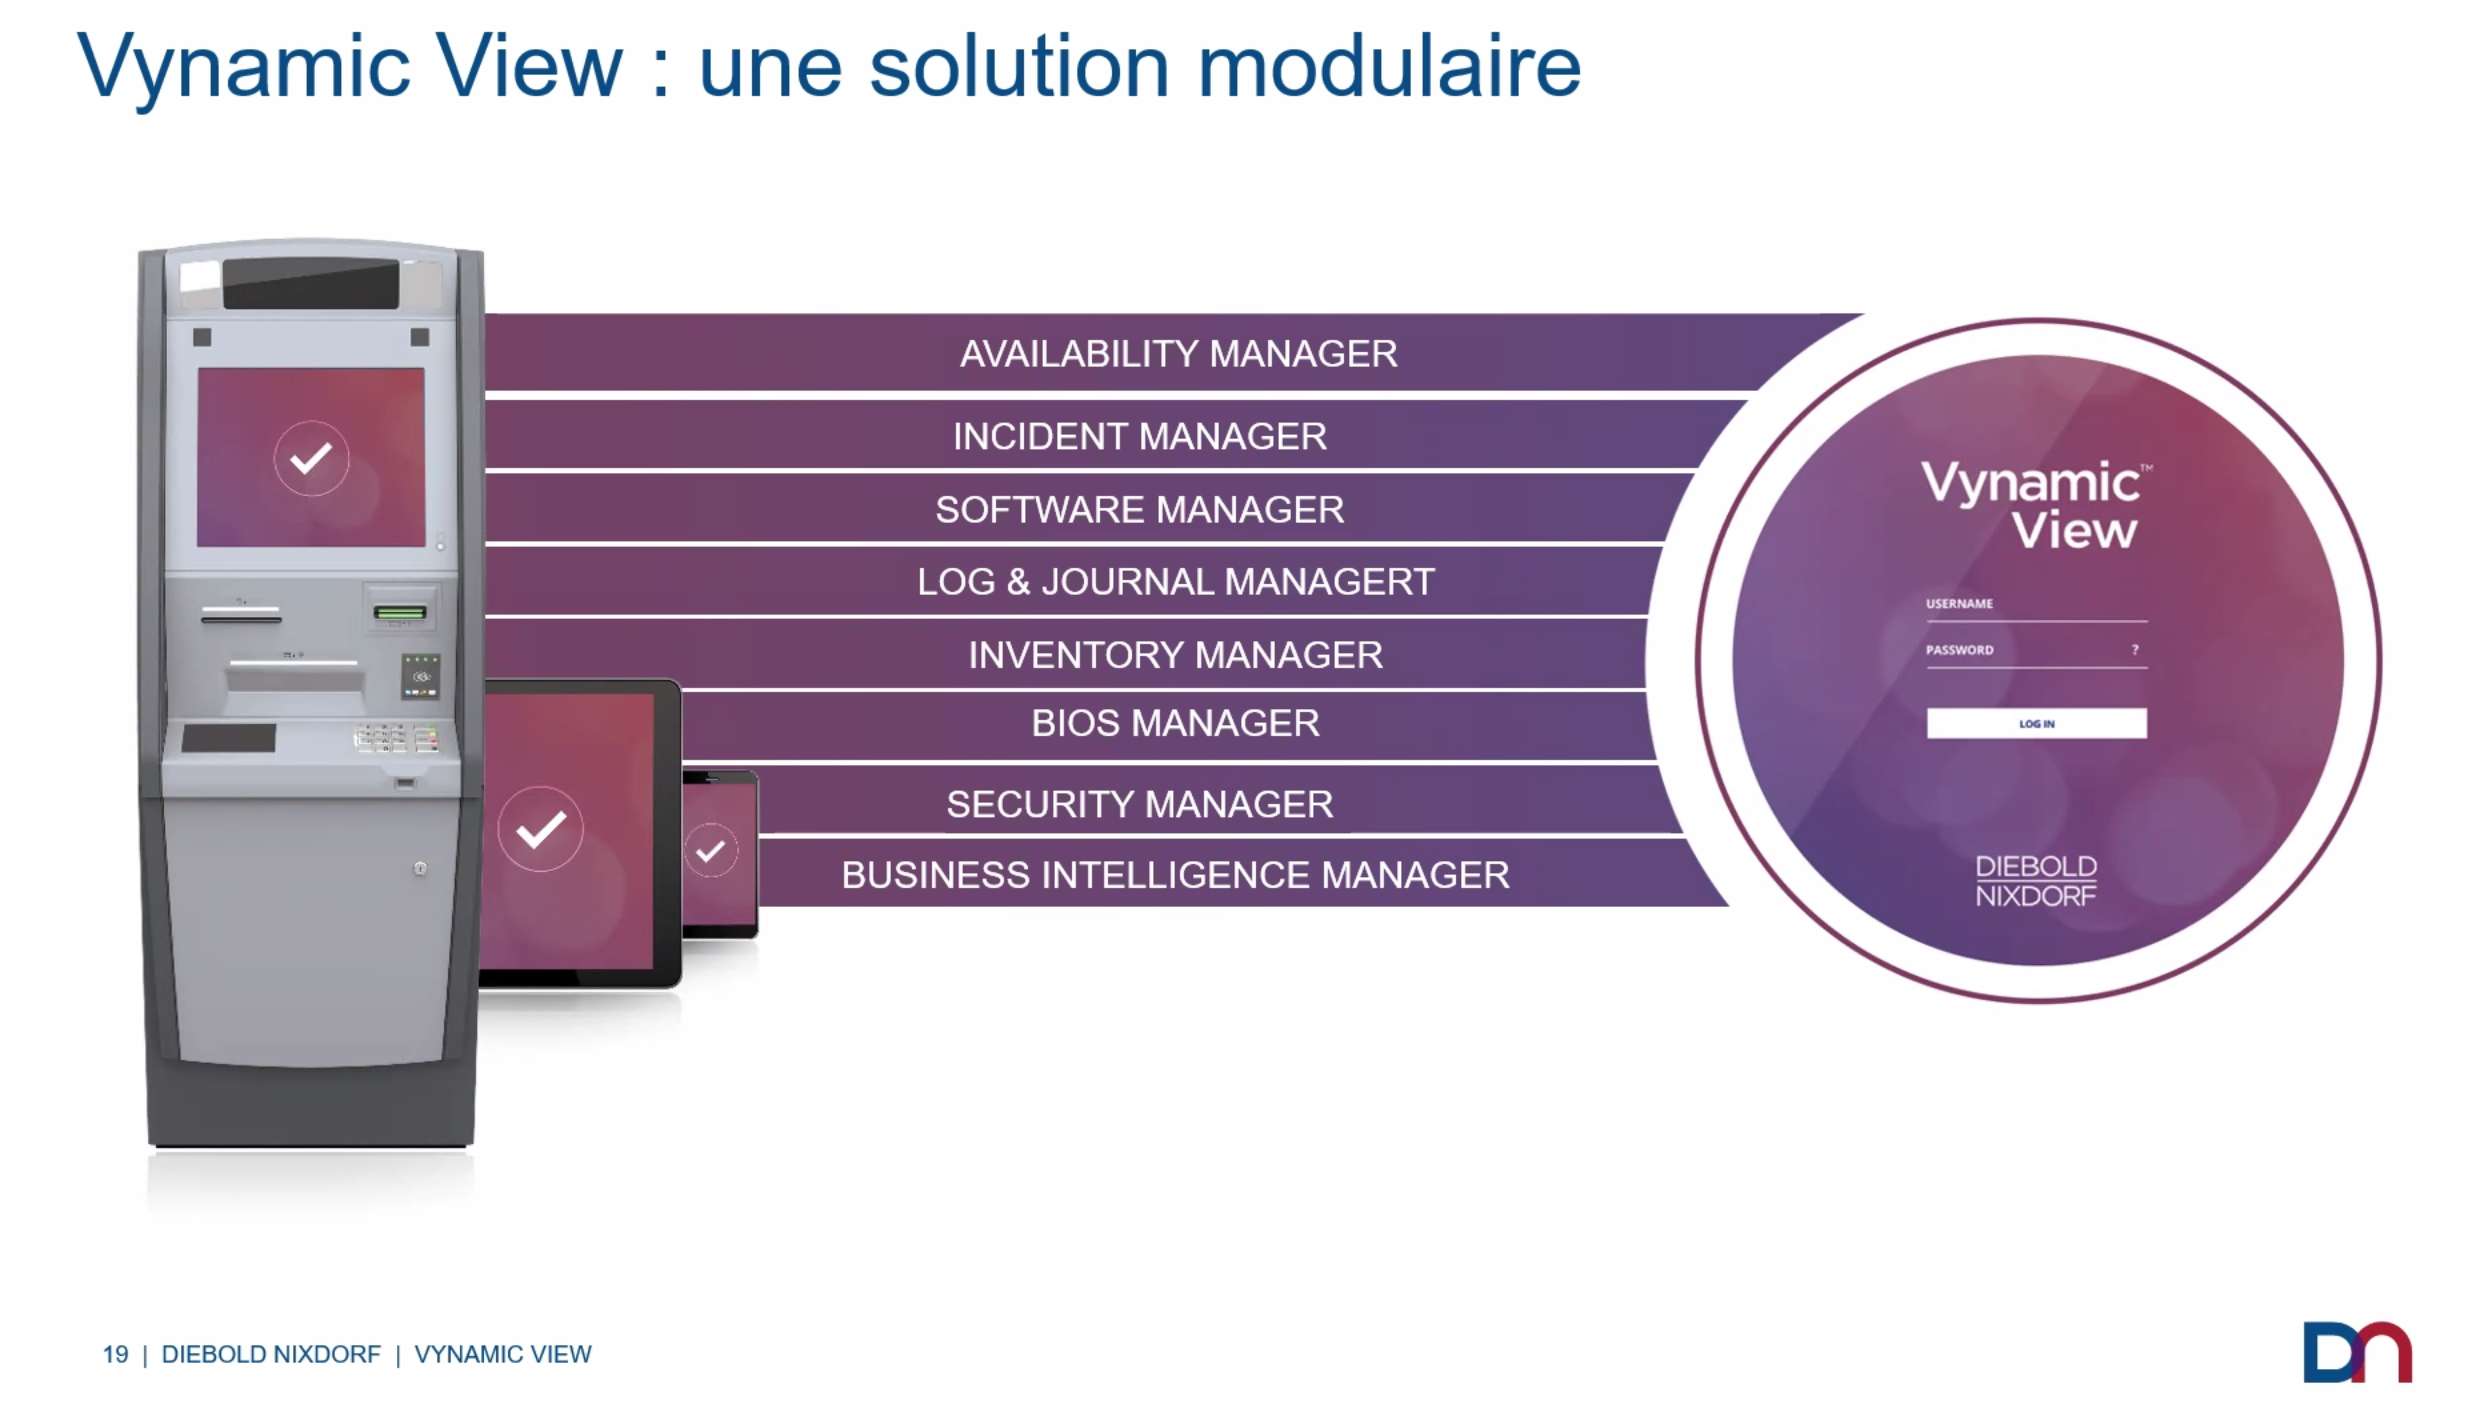 Vynamic View : une solution modulaire
AVAILABILITY MANAGER
INCIDENT MANAGER
SOFTWARE MANAGER
LOG & JOURNAL MANAGERT
INVENTORY MANAGER
BIOS MANAGER
SECURITY MANAGER
BUSINESS INTELLIGENCE MANAGER
Vynamic™
View
USERNAME
PASSWORD ?
LOG IN
DIEBOLD
NIXDORF
19 | DIEBOLD NIXDORF | VYNAMIC VIEW
DN